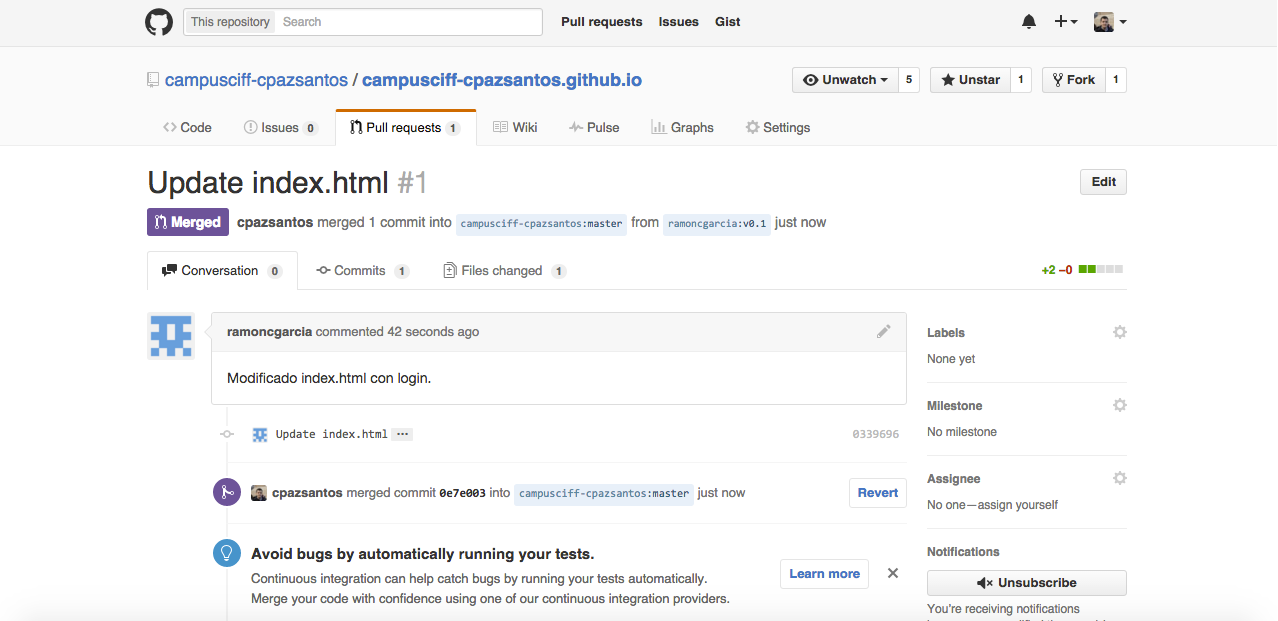 This repository Search Pull requests Issues Gist
campusciff-cpazsantos / campusciff-cpazsantos.github.io Unwatch 5 Unstar 1 Fork 1
Code Issues 0 Pull requests 1 Wiki Pulse Graphs Settings
Update index.html #1 Edit
Merged cpazsantos merged 1 commit into campusciff-cpazsantos:master from ramoncgarcia:v0.1 just now
Conversation 0 Commits 1 Files changed 1 +2 −0
ramoncgarcia commented 42 seconds ago
Modificado index.html con login.
Update index.html ··· 0339696
cpazsantos merged commit 0e7e003 into campusciff-cpazsantos:master just now Revert
Avoid bugs by automatically running your tests.
Continuous integration can help catch bugs by running your tests automatically.
Merge your code with confidence using one of our continuous integration providers.
Learn more
Labels
None yet
Milestone
No milestone
Assignee
No one—assign yourself
Notifications
Unsubscribe
You're receiving notifications